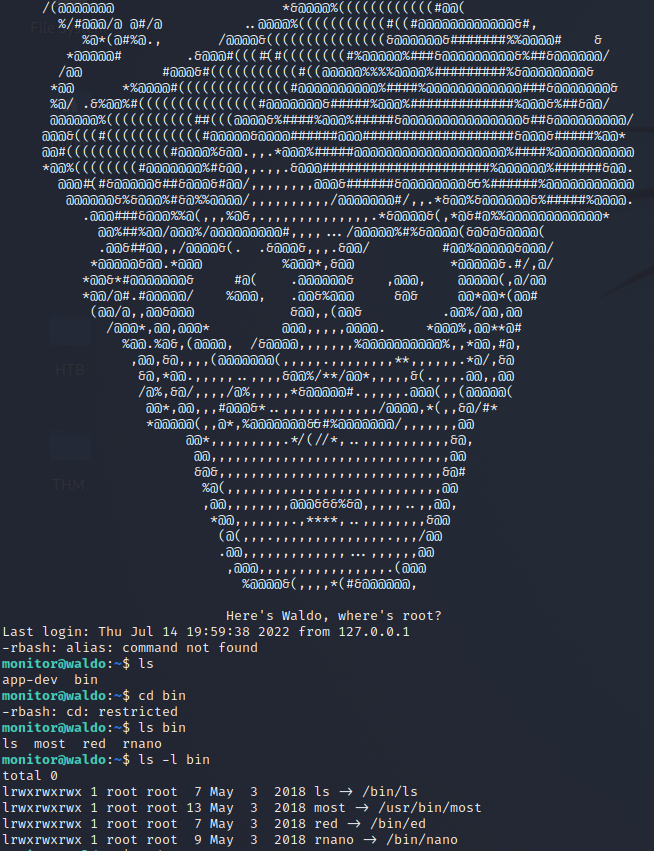 Here's Waldo, where's root?
Last login: Thu Jul 14 19:59:38 2022 from 127.0.0.1
-rbash: alias: command not found
monitor@waldo:~$ ls
app-dev  bin
monitor@waldo:~$ cd bin
-rbash: cd: restricted
monitor@waldo:~$ ls bin
ls  most  red  rnano
monitor@waldo:~$ ls -l bin
total 0
lrwxrwxrwx 1 root root  7 May  3  2018 ls -> /bin/ls
lrwxrwxrwx 1 root root 13 May  3  2018 most -> /usr/bin/most
lrwxrwxrwx 1 root root  7 May  3  2018 red -> /bin/ed
lrwxrwxrwx 1 root root  9 May  3  2018 rnano -> /bin/nano
HTB
THM